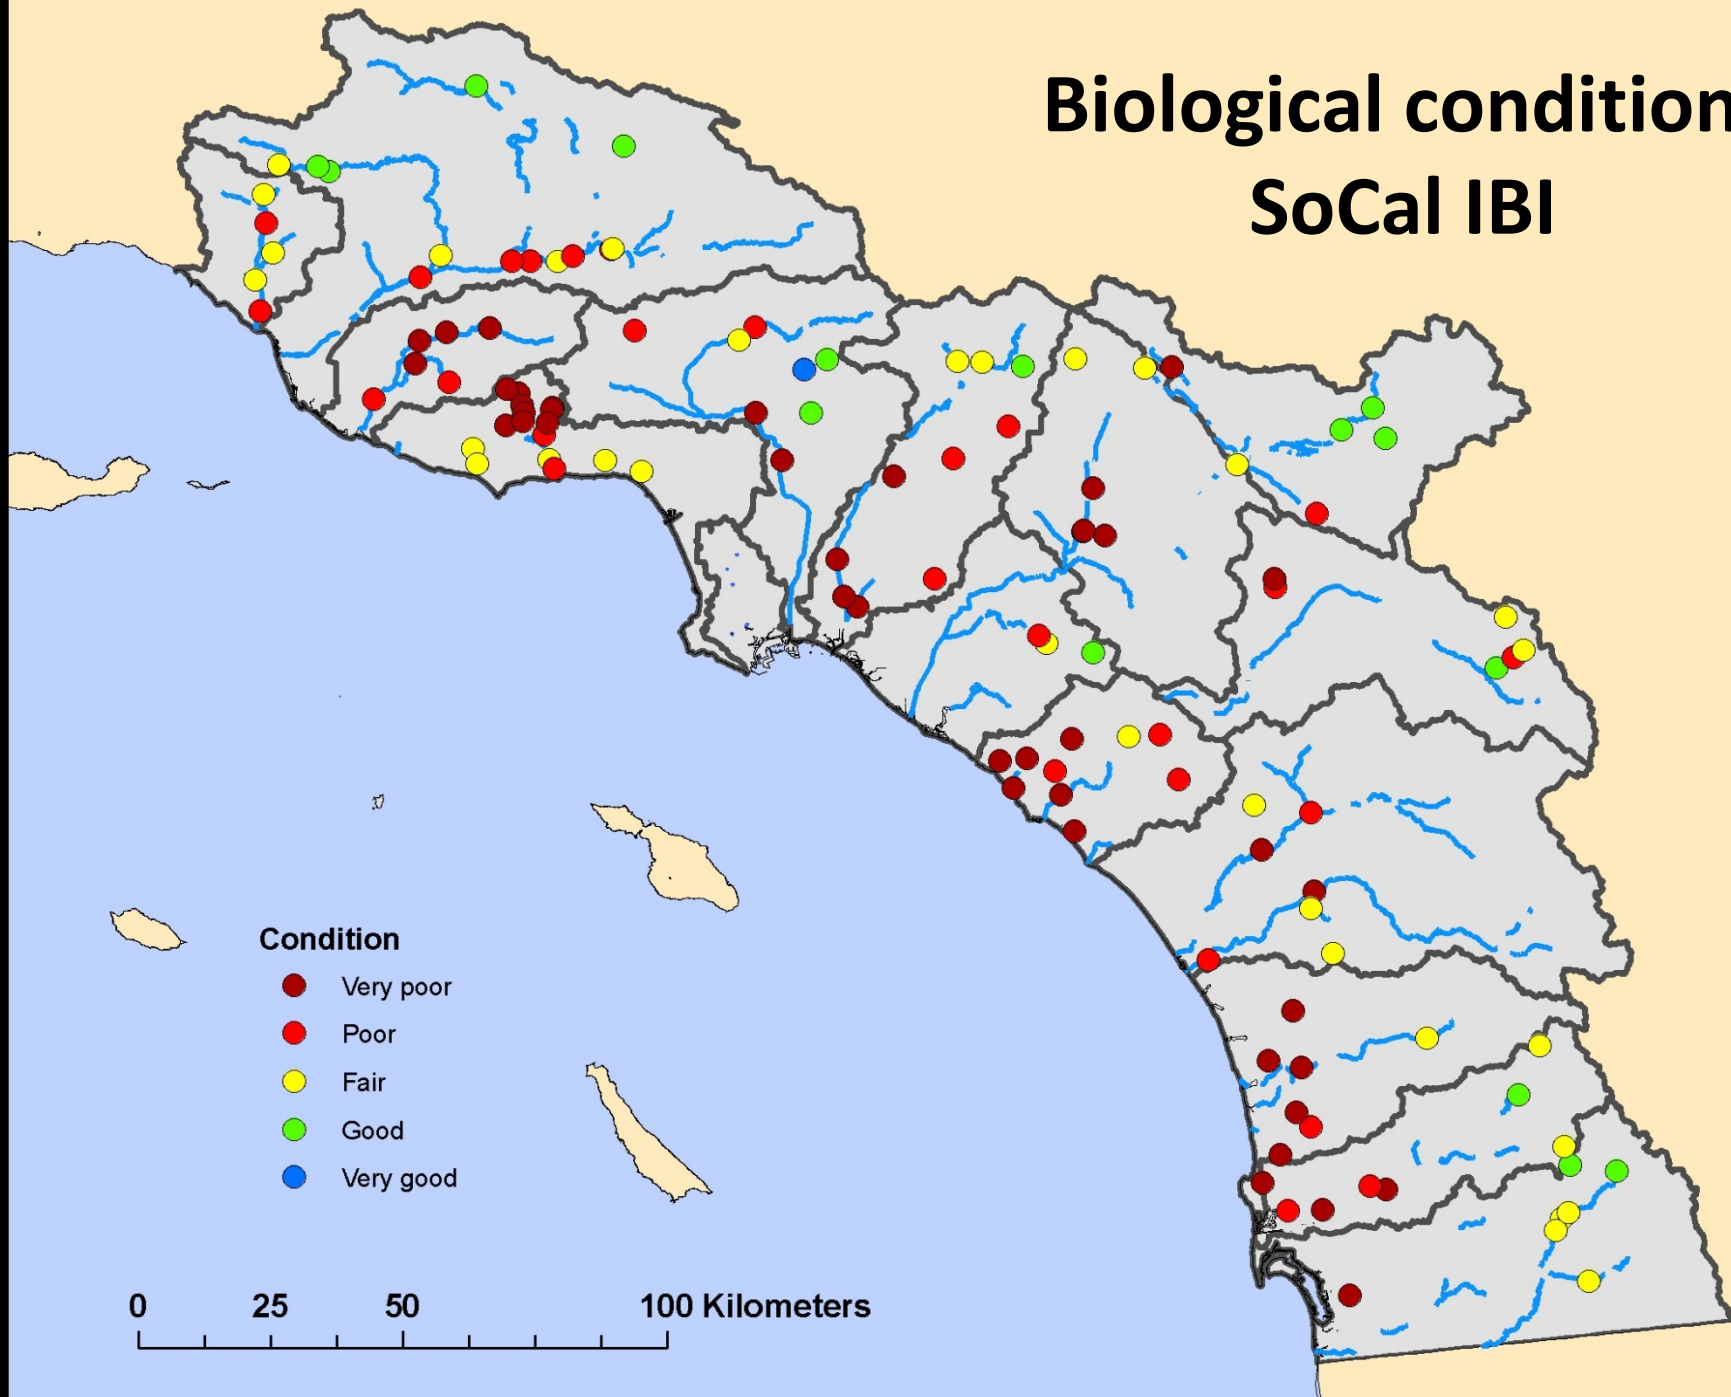 Biological condition
SoCal IBI
Condition
Very poor
Poor
Fair
Good
Very good
0 25 50 100 Kilometers